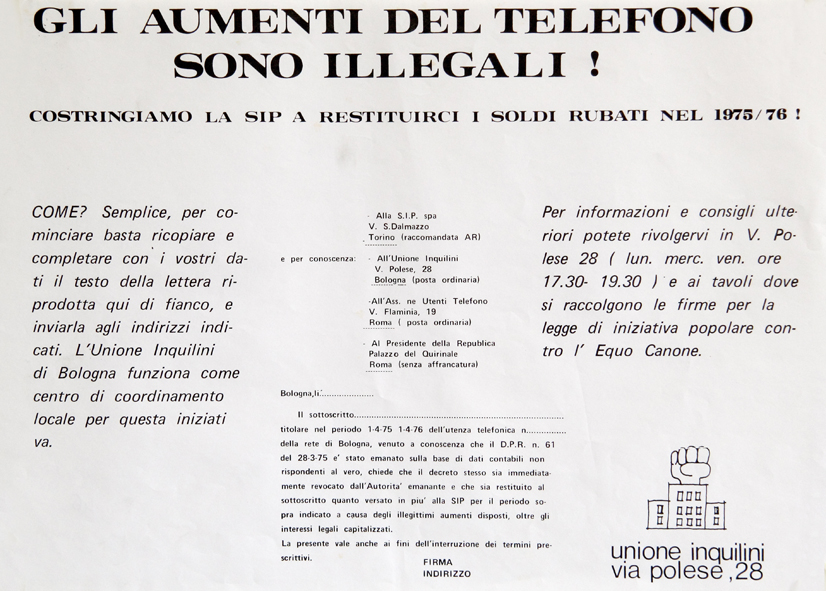 GLI AUMENTI DEL TELEFONO
SONO ILLEGALI !
COSTRINGIAMO LA SIP A RESTITUIRCI I SOLDI RUBATI NEL 1975/76 !
COME? Semplice, per co-
minciare basta ricopiare e
completare con i vostri da-
ti il testo della lettera ri-
prodotta qui di fianco, e
inviarla agli indirizzi indi-
cati. L'Unione Inquilini
di Bologna funziona come
centro di coordinamento
locale per questa iniziati
va.
- Alla S.I.P. spa
V. S.Dalmazzo
Torino (raccomandata AR)
e per conoscenza: - All'Unione Inquilini
V. Polese, 28
Bologna (posta ordinaria)
-All'Ass. ne Utenti Telefono
V. Flaminia, 19
Roma ( posta ordinaria)
- Al Presidente della Republica
Palazzo del Quirinale
Roma (senza affrancatura)
Bologna,li.....................
Il sottoscritto...............................................................
titolare nel periodo 1-4-75 1-4-76 dell'utenza telefonica n..............
della rete di Bologna, venuto a conoscenza che il D.P.R. n. 61
del 28-3-75 e' stato emanato sulla base di dati contabili non
rispondenti al vero, chiede che il decreto stesso sia immediata-
mente revocato dall'Autorita' emanante e che sia restituito al
sottoscritto quanto versato in piu' alla SIP per il periodo so-
pra indicato a causa degli illegittimi aumenti disposti, oltre gli
interessi legali capitalizzati.
La presente vale anche ai fini dell'interruzione dei termini pre-
scrittivi.
FIRMA
INDIRIZZO
Per informazioni e consigli ulte-
riori potete rivolgervi in V. Po-
lese 28 ( lun. merc. ven. ore
17.30- 19.30 ) e ai tavoli dove
si raccolgono le firme per la
legge di iniziativa popolare con-
tro l' Equo Canone.
unione inquilini
via polese ,28